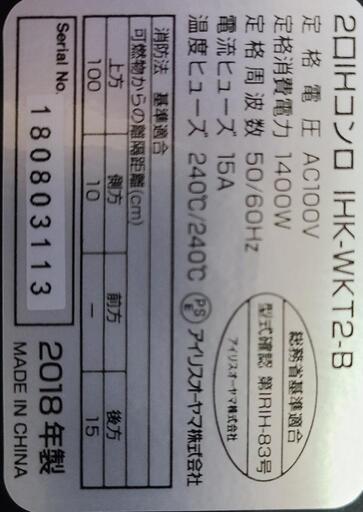 2口IHコンロ IHK-WKT2-B
定格電圧 AC100V
定格消費電力 1400W
定格周波数 50/60Hz
電流ヒューズ 15A
温度ヒューズ 240℃/240℃
総務省基準適合
型式確認 第IRIH-83号
アイリスオーヤマ株式会社
PSE アイリスオーヤマ株式会社
消防法 基準適合
可燃物からの離隔距離(cm)
上方 側方 前方 後方
100 10 － 15
Serial No. 180803113
2018年製
MADE IN CHINA